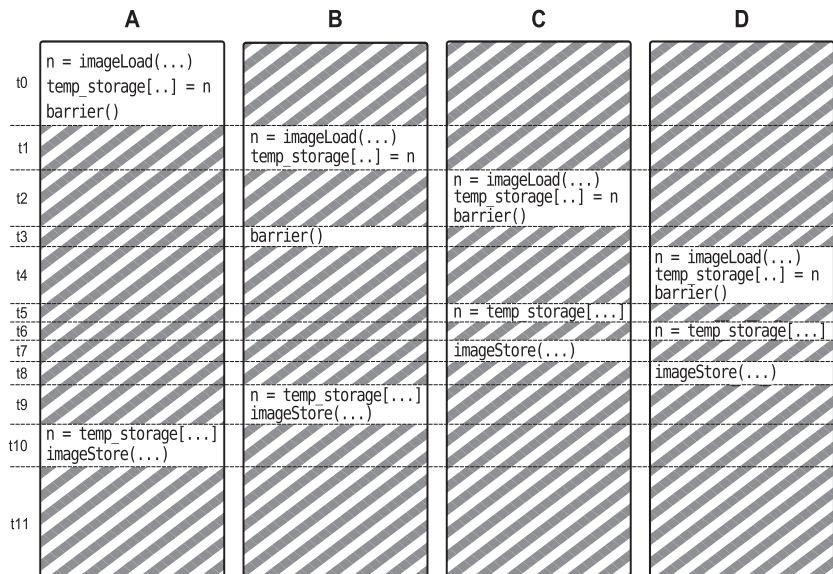 A B C D
t0
n = imageLoad(...)
temp_storage[..] = n
barrier()
t1
n = imageLoad(...)
temp_storage[..] = n
t2
n = imageLoad(...)
temp_storage[..] = n
barrier()
t3
barrier()
t4
n = imageLoad(...)
temp_storage[..] = n
barrier()
t5
n = temp_storage[...]
t6
n = temp_storage[...]
t7
imageStore(...)
t8
imageStore(...)
t9
n = temp_storage[...]
imageStore(...)
t10
n = temp_storage[...]
imageStore(...)
t11